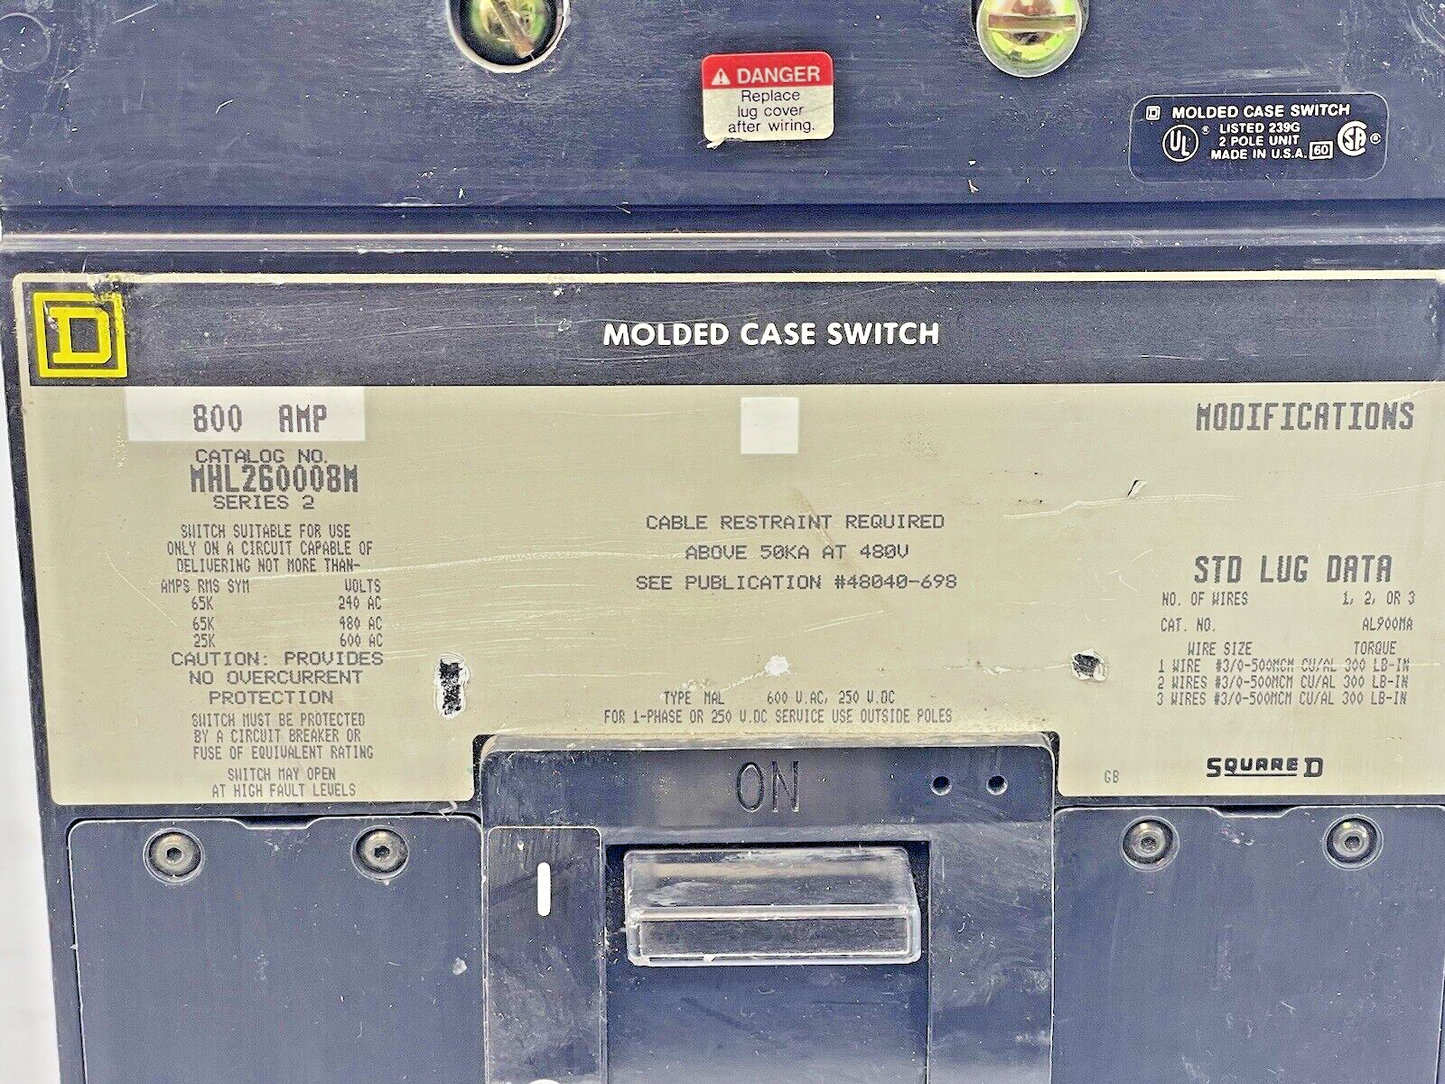 DANGER
Replace
lug cover
after wiring.
D MOLDED CASE SWITCH
UL ® LISTED 239G
2 POLE UNIT
MADE IN U.S.A. 60 SA ®
D
MOLDED CASE SWITCH
800 AMP
CATALOG NO.
MHL260008M
SERIES 2
SWITCH SUITABLE FOR USE
ONLY ON A CIRCUIT CAPABLE OF
DELIVERING NOT MORE THAN-
AMPS RMS SYM VOLTS
65K 240 AC
65K 480 AC
25K 600 AC
CAUTION: PROVIDES
NO OVERCURRENT
PROTECTION
SWITCH MUST BE PROTECTED
BY A CIRCUIT BREAKER OR
FUSE OF EQUIVALENT RATING
SWITCH MAY OPEN
AT HIGH FAULT LEVELS
CABLE RESTRAINT REQUIRED
ABOVE 50KA AT 480V
SEE PUBLICATION #48040-698
TYPE MAL 600 V.AC, 250 V.DC
FOR 1-PHASE OR 250 V.DC SERVICE USE OUTSIDE POLES
MODIFICATIONS
STD LUG DATA
NO. OF WIRES 1, 2, OR 3
CAT. NO. AL900MA
WIRE SIZE TORQUE
1 WIRE #3/0-500MCM CU/AL 300 LB-IN
2 WIRES #3/0-500MCM CU/AL 300 LB-IN
3 WIRES #3/0-500MCM CU/AL 300 LB-IN
GB
SQUARE D
ON
I